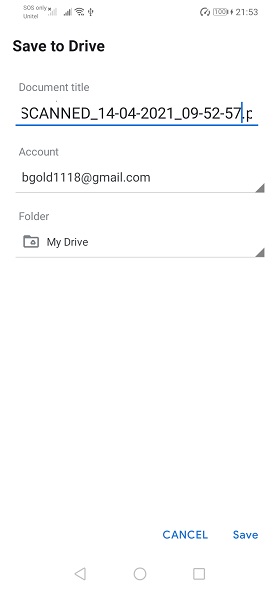 SOS only
Unitel
100
21:53
Save to Drive
Document title
SCANNED_14-04-2021_09-52-57.p
Account
bgold1118@gmail.com
Folder
My Drive
CANCEL Save